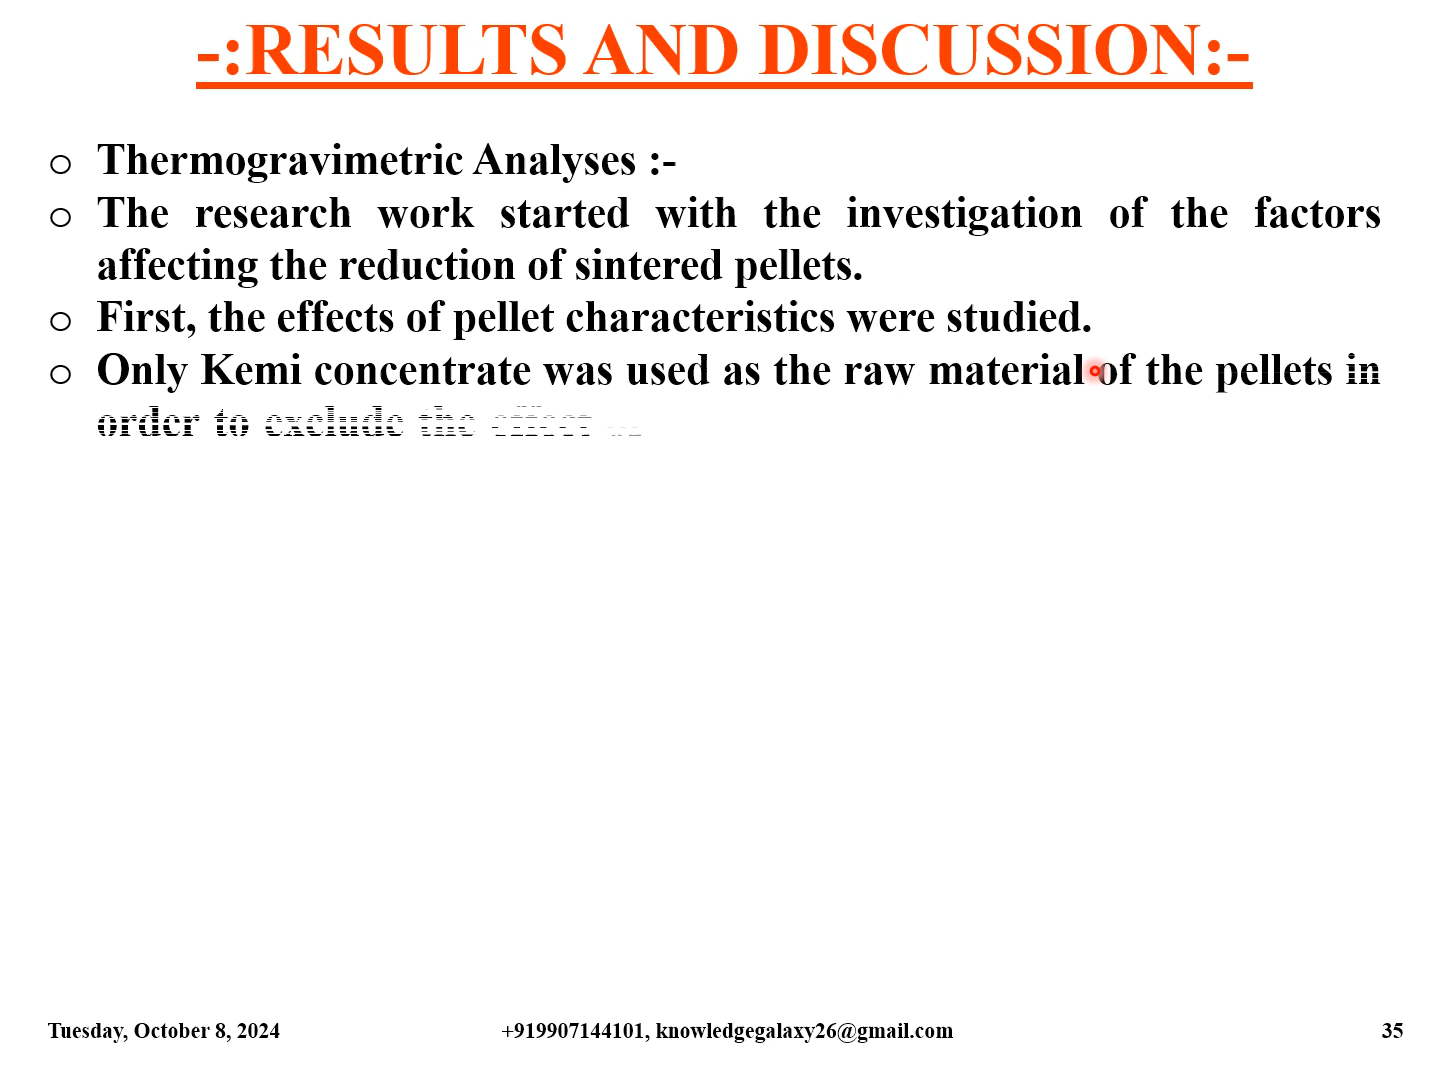 -:RESULTS AND DISCUSSION:-
o Thermogravimetric Analyses :-
o The research work started with the investigation of the factors
affecting the reduction of sintered pellets.
o First, the effects of pellet characteristics were studied.
o Only Kemi concentrate was used as the raw material of the pellets in
order to exclude the effect
Tuesday, October 8, 2024
+919907144101, knowledgegalaxy26@gmail.com
35